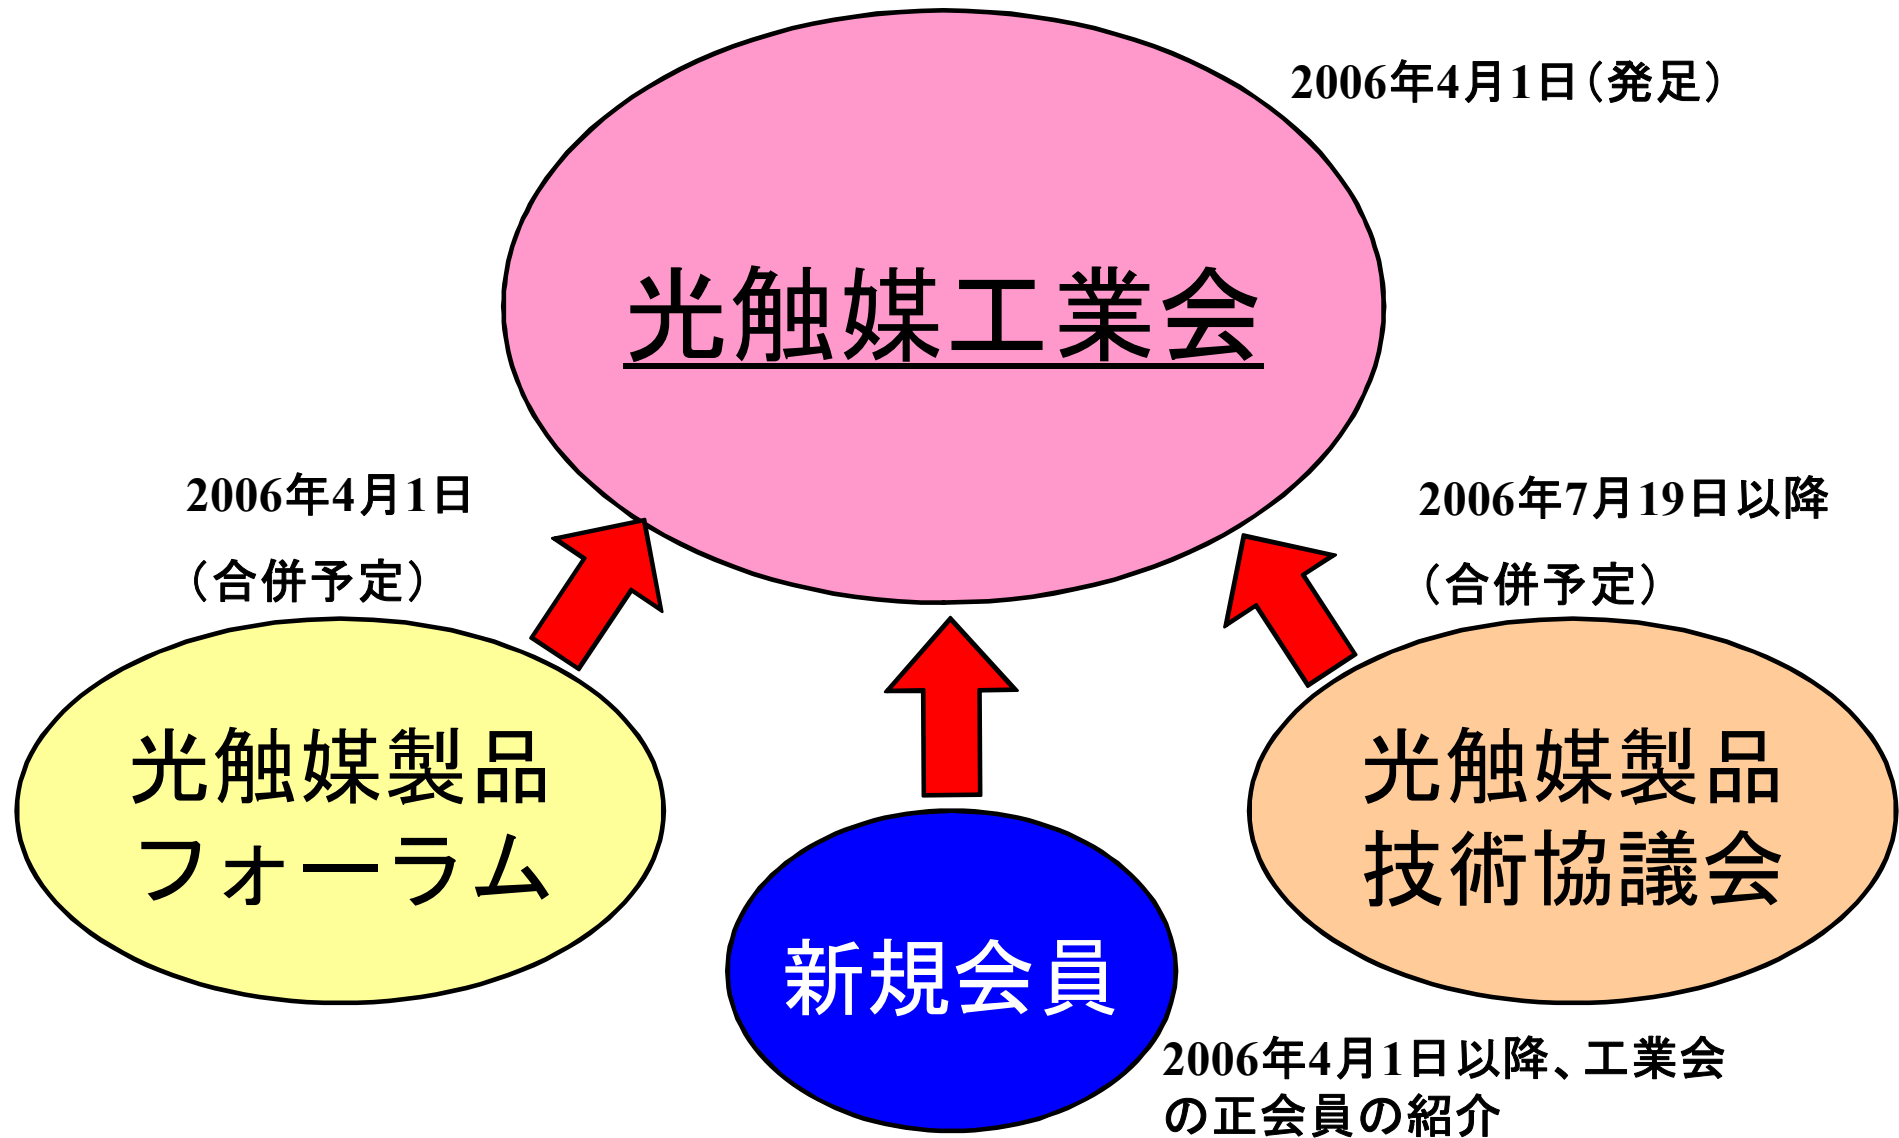 2006年4月1日（発足）
光触媒工業会
2006年4月1日
（合併予定）
2006年7月19日以降
（合併予定）
光触媒製品
フォーラム
光触媒製品
技術協議会
新規会員
2006年4月1日以降、工業会
の正会員の紹介